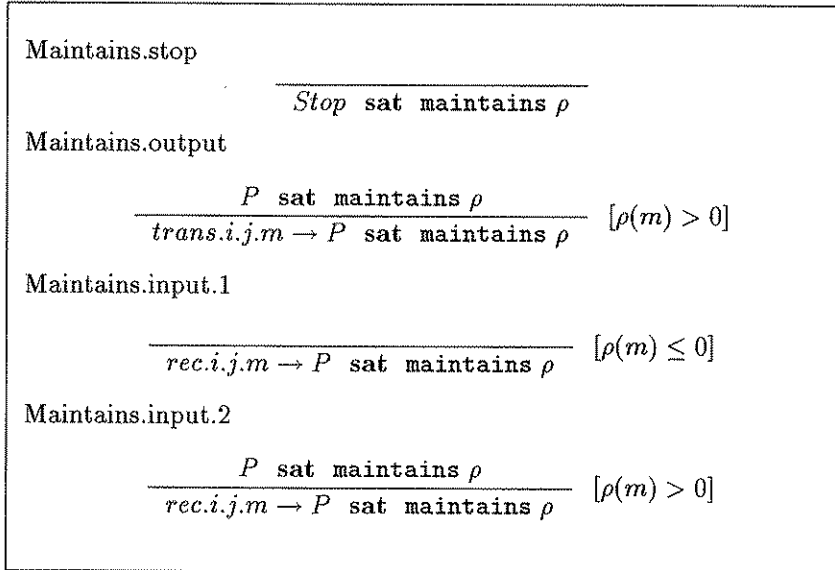 Maintains.stop
Stop sat maintains ρ
Maintains.output
P sat maintains ρ
trans.i.j.m → P sat maintains ρ [ρ(m) > 0]
Maintains.input.1
rec.i.j.m → P sat maintains ρ [ρ(m) ≤ 0]
Maintains.input.2
P sat maintains ρ
rec.i.j.m → P sat maintains ρ [ρ(m) > 0]